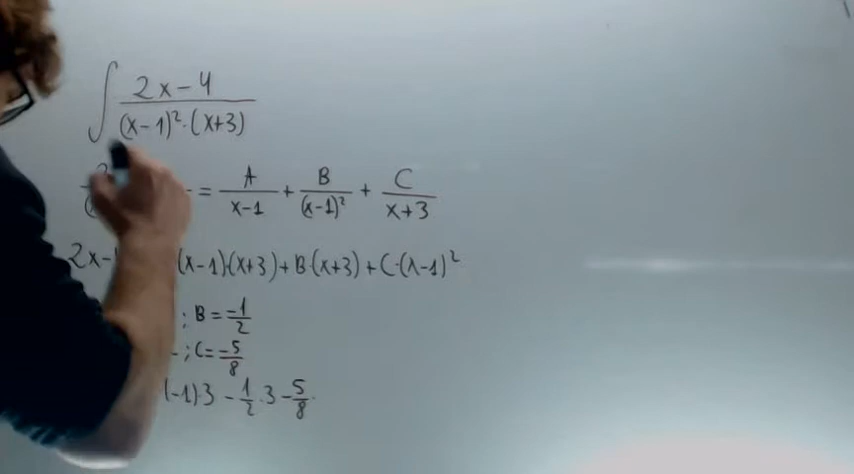 ∫ (2x-4)/((x-1)²·(x+3))
= A/(x-1) + B/(x-1)² + C/(x+3)
2x- (x-1)·(x+3)+B·(x+3)+C·(x-1)²
; B = -1/2
; C = -5/8
(-1)·3 - 1/2·3 - 5/8·